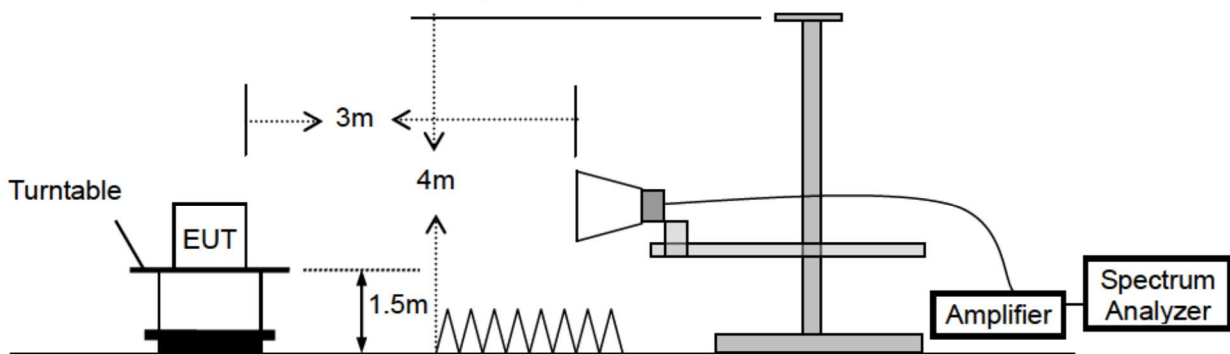 3m
4m
Turntable
EUT
1.5m
Amplifier
Spectrum
Analyzer